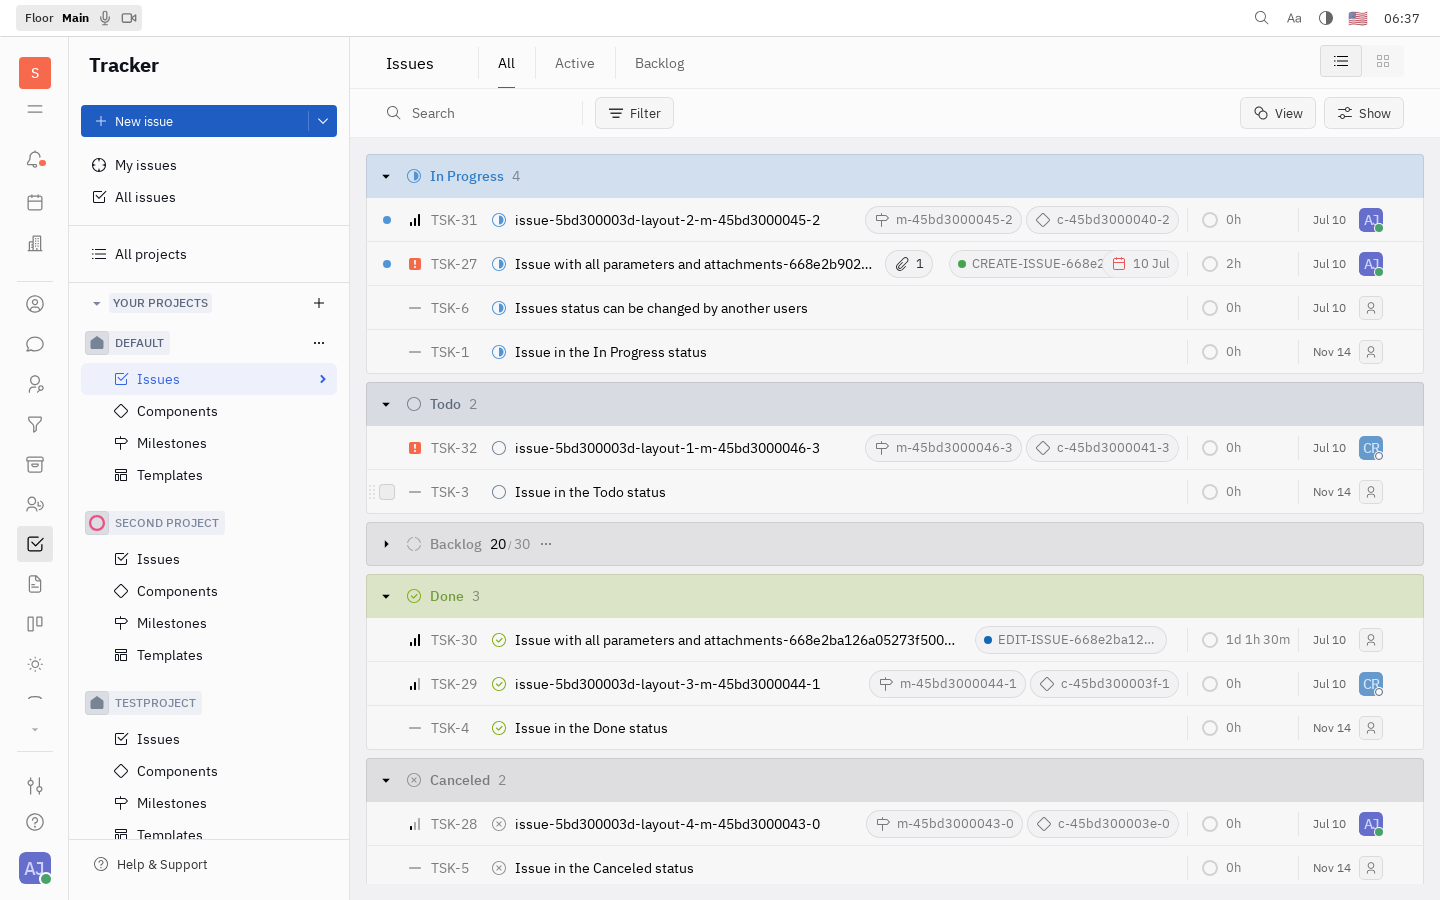 Floor Main
Aa
06:37
S
Tracker
New issue
My issues
All issues
All projects
YOUR PROJECTS
DEFAULT
Issues
Components
Milestones
Templates
SECOND PROJECT
Issues
Components
Milestones
Templates
TESTPROJECT
Issues
Components
Milestones
Templates
Help & Support
AJ
Issues All Active Backlog
Search Filter View Show
In Progress 4
TSK-31 issue-5bd300003d-layout-2-m-45bd3000045-2 m-45bd3000045-2 c-45bd3000040-2 0h Jul 10 AJ
TSK-27 Issue with all parameters and attachments-668e2b902... 1 CREATE-ISSUE-668e2 10 Jul 2h Jul 10 AJ
TSK-6 Issues status can be changed by another users 0h Jul 10
TSK-1 Issue in the In Progress status 0h Nov 14
Todo 2
TSK-32 issue-5bd300003d-layout-1-m-45bd3000046-3 m-45bd3000046-3 c-45bd3000041-3 0h Jul 10 CR
TSK-3 Issue in the Todo status 0h Nov 14
Backlog 20/30 ...
Done 3
TSK-30 Issue with all parameters and attachments-668e2ba126a05273f500... EDIT-ISSUE-668e2ba12... 1d 1h 30m Jul 10
TSK-29 issue-5bd300003d-layout-3-m-45bd3000044-1 m-45bd3000044-1 c-45bd300003f-1 0h Jul 10 CR
TSK-4 Issue in the Done status 0h Nov 14
Canceled 2
TSK-28 issue-5bd300003d-layout-4-m-45bd3000043-0 m-45bd3000043-0 c-45bd300003e-0 0h Jul 10 AJ
TSK-5 Issue in the Canceled status 0h Nov 14